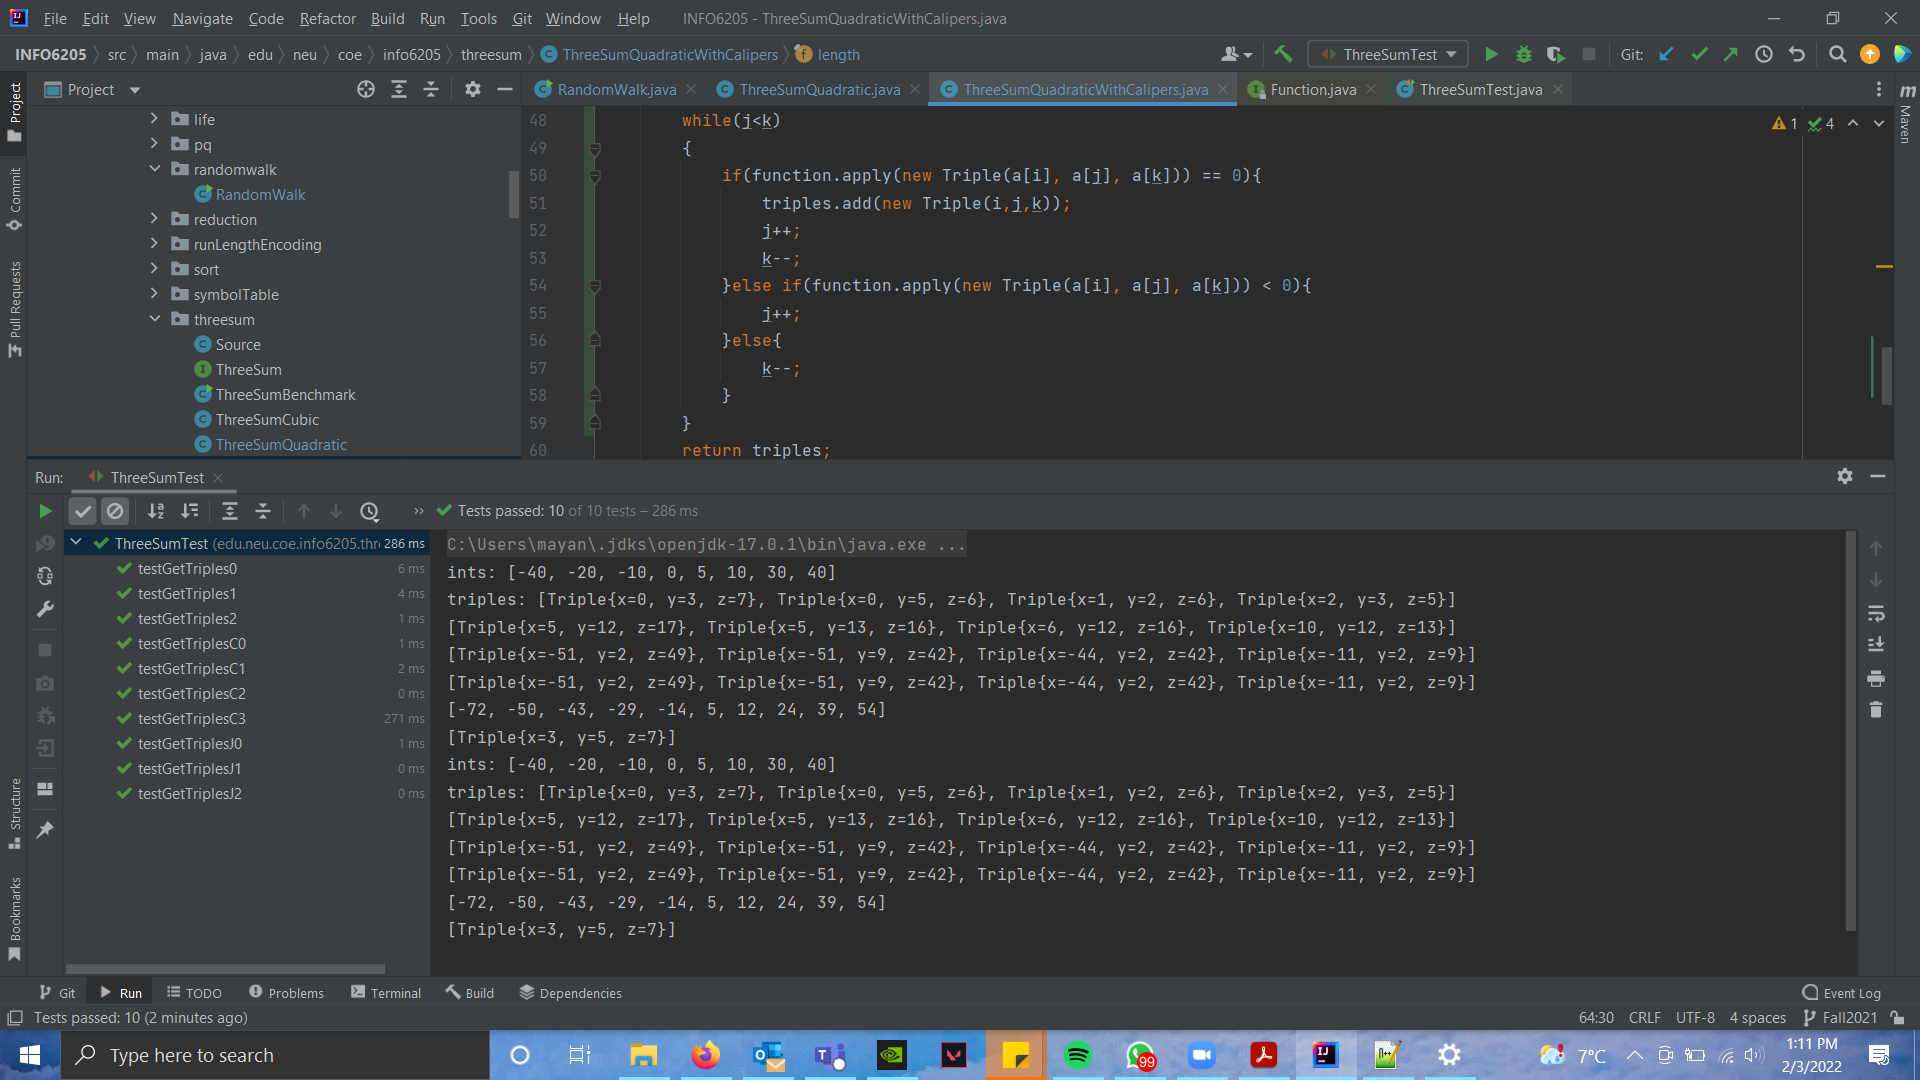 File Edit View Navigate Code Refactor Build Run Tools Git Window Help INFO6205 - ThreeSumQuadraticWithCalipers.java
INFO6205 src main java edu neu coe info6205 threesum ThreeSumQuadraticWithCalipers length ThreeSumTest Git:
Project RandomWalk.java ThreeSumQuadratic.java ThreeSumQuadraticWithCalipers.java Function.java ThreeSumTest.java
Project
Commit
Pull Requests
Structure
Bookmarks
Maven
life
pq
randomwalk
RandomWalk
reduction
runLengthEncoding
sort
symbolTable
threesum
Source
ThreeSum
ThreeSumBenchmark
ThreeSumCubic
ThreeSumQuadratic
1 4
48 while(j<k)
49 {
50 if(function.apply(new Triple(a[i], a[j], a[k])) == 0){
51 triples.add(new Triple(i,j,k));
52 j++;
53 k--;
54 }else if(function.apply(new Triple(a[i], a[j], a[k])) < 0){
55 j++;
56 }else{
57 k--;
58 }
59 }
60 return triples;
Run: ThreeSumTest
Tests passed: 10 of 10 tests – 286 ms
ThreeSumTest (edu.neu.coe.info6205.thr 286 ms
testGetTriples0 6 ms
testGetTriples1 4 ms
testGetTriples2 1 ms
testGetTriplesC0 1 ms
testGetTriplesC1 2 ms
testGetTriplesC2 0 ms
testGetTriplesC3 271 ms
testGetTriplesJ0 1 ms
testGetTriplesJ1 0 ms
testGetTriplesJ2 0 ms
C:\Users\mayan\.jdks\openjdk-17.0.1\bin\java.exe ...
ints: [-40, -20, -10, 0, 5, 10, 30, 40]
triples: [Triple{x=0, y=3, z=7}, Triple{x=0, y=5, z=6}, Triple{x=1, y=2, z=6}, Triple{x=2, y=3, z=5}]
[Triple{x=5, y=12, z=17}, Triple{x=5, y=13, z=16}, Triple{x=6, y=12, z=16}, Triple{x=10, y=12, z=13}]
[Triple{x=-51, y=2, z=49}, Triple{x=-51, y=9, z=42}, Triple{x=-44, y=2, z=42}, Triple{x=-11, y=2, z=9}]
[Triple{x=-51, y=2, z=49}, Triple{x=-51, y=9, z=42}, Triple{x=-44, y=2, z=42}, Triple{x=-11, y=2, z=9}]
[-72, -50, -43, -29, -14, 5, 12, 24, 39, 54]
[Triple{x=3, y=5, z=7}]
ints: [-40, -20, -10, 0, 5, 10, 30, 40]
triples: [Triple{x=0, y=3, z=7}, Triple{x=0, y=5, z=6}, Triple{x=1, y=2, z=6}, Triple{x=2, y=3, z=5}]
[Triple{x=5, y=12, z=17}, Triple{x=5, y=13, z=16}, Triple{x=6, y=12, z=16}, Triple{x=10, y=12, z=13}]
[Triple{x=-51, y=2, z=49}, Triple{x=-51, y=9, z=42}, Triple{x=-44, y=2, z=42}, Triple{x=-11, y=2, z=9}]
[Triple{x=-51, y=2, z=49}, Triple{x=-51, y=9, z=42}, Triple{x=-44, y=2, z=42}, Triple{x=-11, y=2, z=9}]
[-72, -50, -43, -29, -14, 5, 12, 24, 39, 54]
[Triple{x=3, y=5, z=7}]
Git Run TODO Problems Terminal Build Dependencies Event Log
Tests passed: 10 (2 minutes ago) 64:30 CRLF UTF-8 4 spaces Fall2021
Type here to search 99 7°C 1:11 PM
2/3/2022